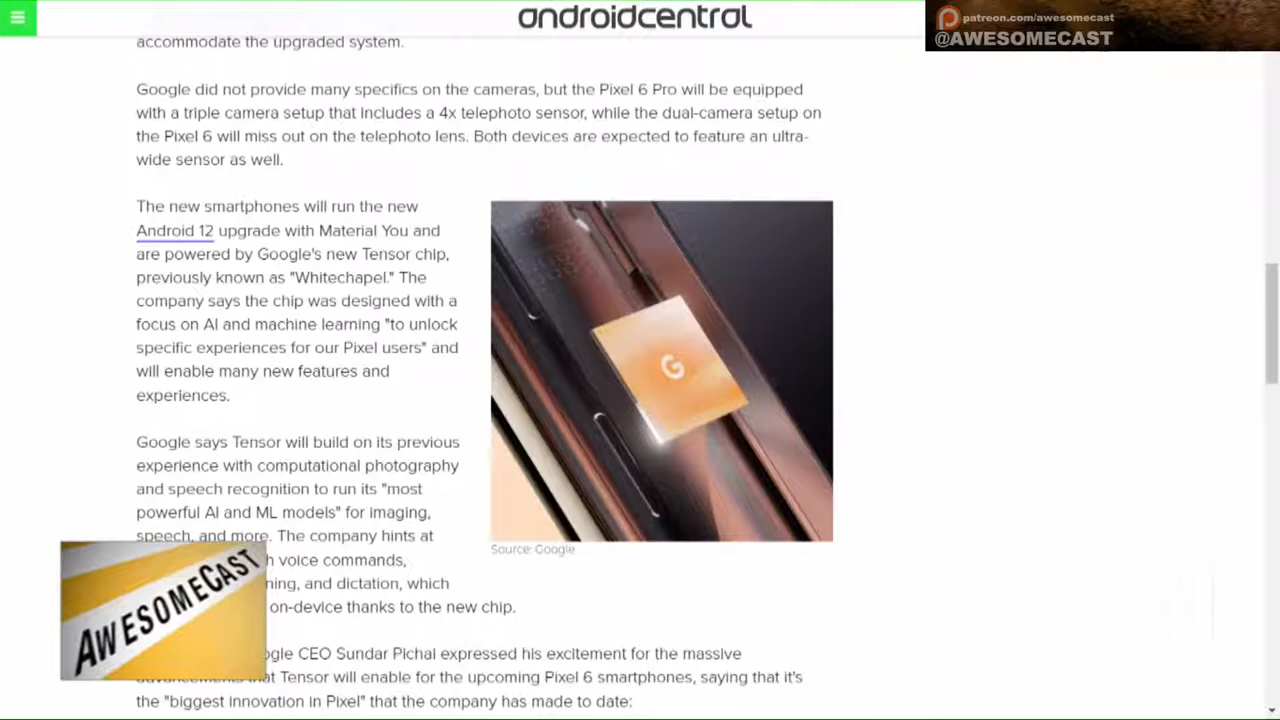 androidcentral
patreon.com/awesomecast
@AWESOMECAST
accommodate the upgraded system.
Google did not provide many specifics on the cameras, but the Pixel 6 Pro will be equipped
with a triple camera setup that includes a 4x telephoto sensor, while the dual-camera setup on
the Pixel 6 will miss out on the telephoto lens. Both devices are expected to feature an ultra-
wide sensor as well.
The new smartphones will run the new
Android 12 upgrade with Material You and
are powered by Google's new Tensor chip,
previously known as "Whitechapel." The
company says the chip was designed with a
focus on AI and machine learning "to unlock
specific experiences for our Pixel users" and
will enable many new features and
experiences.
G
Source: Google
Google says Tensor will build on its previous
experience with computational photography
and speech recognition to run its "most
powerful AI and ML models" for imaging,
speech, and more. The company hints at
h voice commands,
ning, and dictation, which
on-device thanks to the new chip.
AWESOMECAST
ogle CEO Sundar Pichai expressed his excitement for the massive
that Tensor will enable for the upcoming Pixel 6 smartphones, saying that it's
the "biggest innovation in Pixel" that the company has made to date: